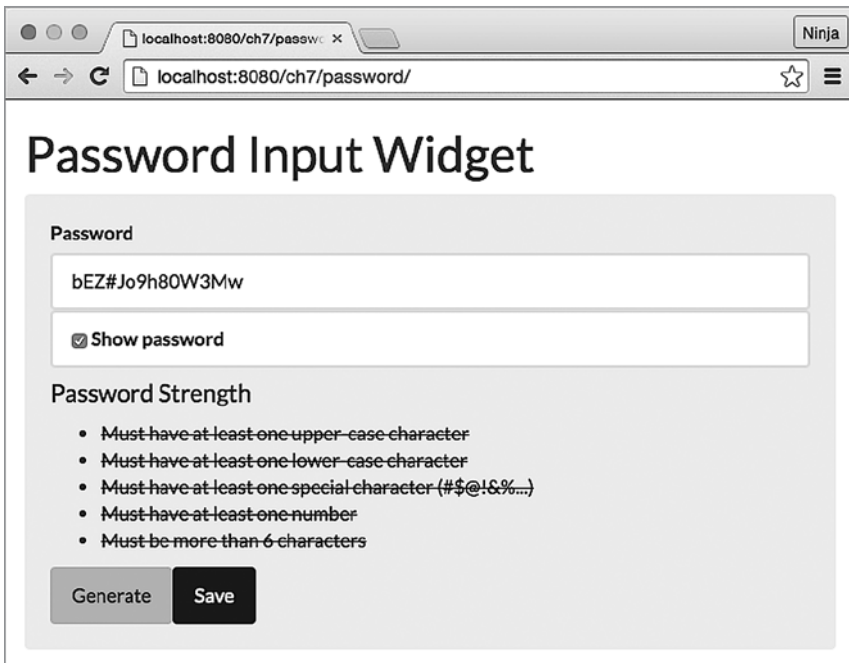 localhost:8080/ch7/passwo
Ninja
localhost:8080/ch7/password/
Password Input Widget
Password
bEZ#Jo9h80W3Mw
Show password
Password Strength
Must have at least one upper-case character
Must have at least one lower-case character
Must have at least one special character (#$@!&%...)
Must have at least one number
Must be more than 6 characters
Generate Save